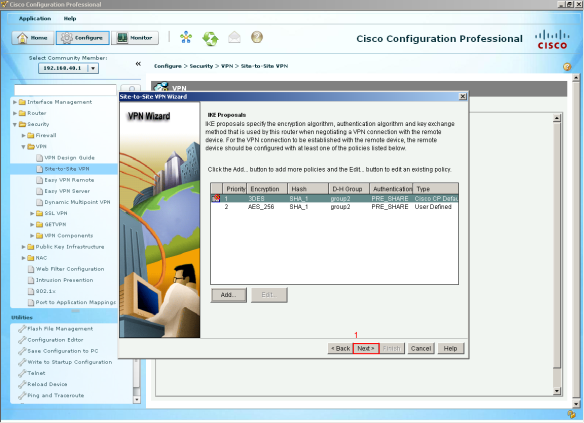 Cisco Configuration Professional
Application Help
Home Configure Monitor
Cisco Configuration Professional
CISCO
Select Community Member:
192.168.40.1
Configure > Security > VPN > Site-to-Site VPN
VPN
Interface Management
Router
Security
Firewall
VPN
VPN Design Guide
Site-to-Site VPN
Easy VPN Remote
Easy VPN Server
Dynamic Multipoint VPN
SSL VPN
GETVPN
VPN Components
Public Key Infrastructure
NAC
Web Filter Configuration
Intrusion Prevention
802.1x
Port to Application Mappings
Utilities
Flash File Management
Configuration Editor
Save Configuration to PC
Write to Startup Configuration
Telnet
Reload Device
Ping and Traceroute
Site-to-Site VPN Wizard
VPN Wizard
IKE Proposals
IKE proposals specify the encryption algorithm, authentication algorithm and key exchange
method that is used by this router when negotiating a VPN connection with the remote
device. For the VPN connection to be established with the remote device, the remote
device should be configured with at least one of the policies listed below.
Click the Add... button to add more policies and the Edit... button to edit an existing policy.
Priority Encryption Hash D-H Group Authentication Type
1 3DES SHA_1 group2 PRE_SHARE Cisco CP Defau
2 AES_256 SHA_1 group2 PRE_SHARE User Defined
Add... Edit...
1
< Back Next > Finish Cancel Help